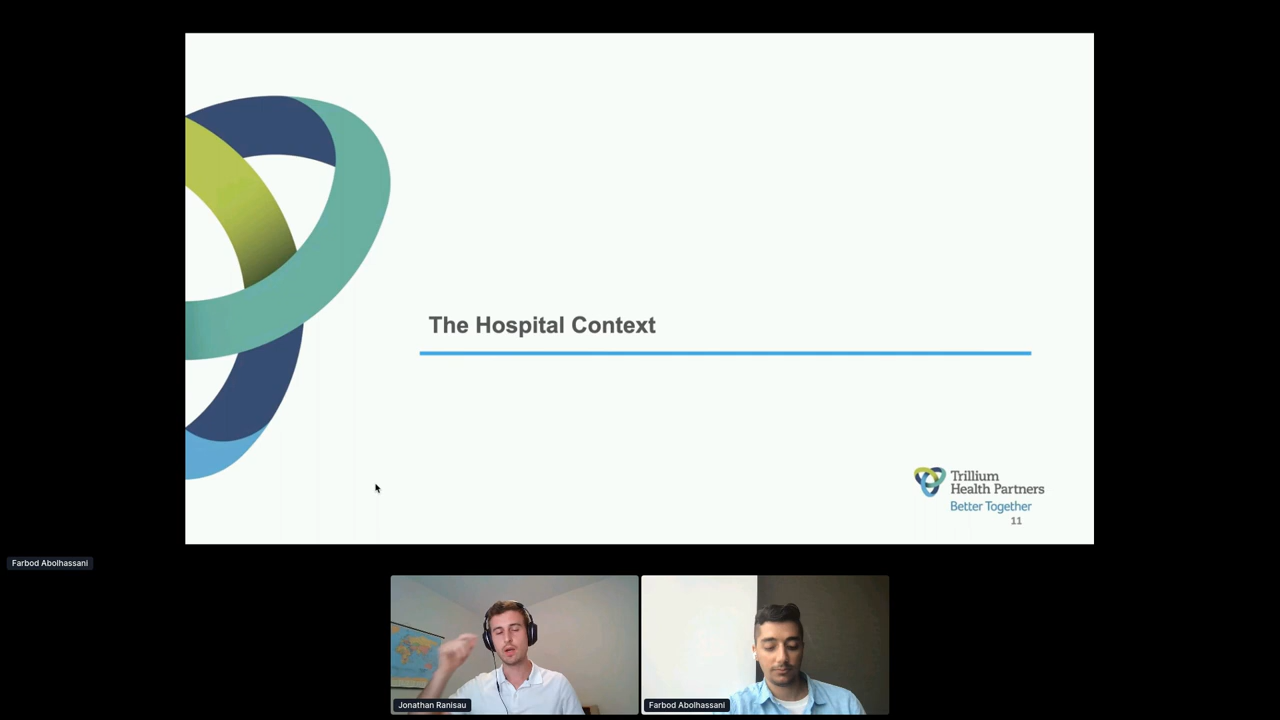 The Hospital Context
Trillium
Health Partners
Better Together
11
Farbod Abolhassani
Jonathan Ranisau
Farbod Abolhassani